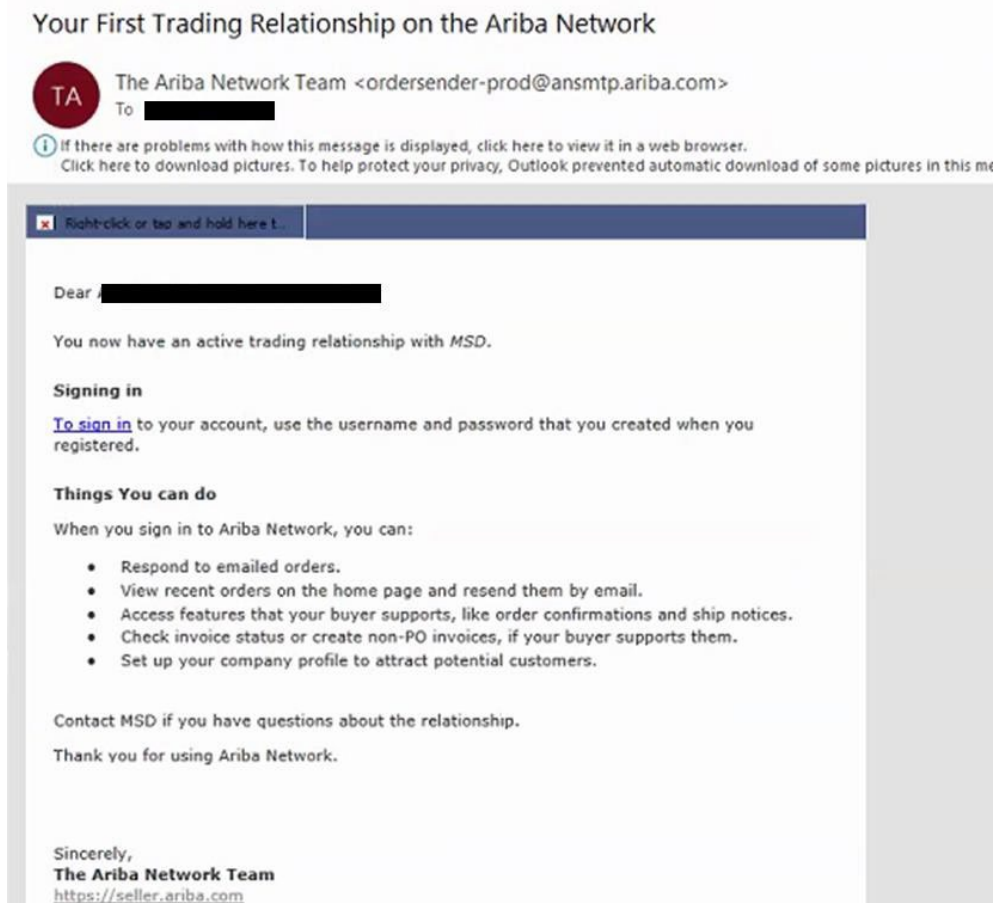 Your First Trading Relationship on the Ariba Network
TA
The Ariba Network Team <ordersender-prod@ansmtp.ariba.com>
To
i If there are problems with how this message is displayed, click here to view it in a web browser.
Click here to download pictures. To help protect your privacy, Outlook prevented automatic download of some pictures in this me
Right-click or tap and hold here t...
Dear
You now have an active trading relationship with MSD.
Signing in
To sign in to your account, use the username and password that you created when you
registered.
Things You can do
When you sign in to Ariba Network, you can:
• Respond to emailed orders.
• View recent orders on the home page and resend them by email.
• Access features that your buyer supports, like order confirmations and ship notices.
• Check invoice status or create non-PO invoices, if your buyer supports them.
• Set up your company profile to attract potential customers.
Contact MSD if you have questions about the relationship.
Thank you for using Ariba Network.
Sincerely,
The Ariba Network Team
https://seller.ariba.com